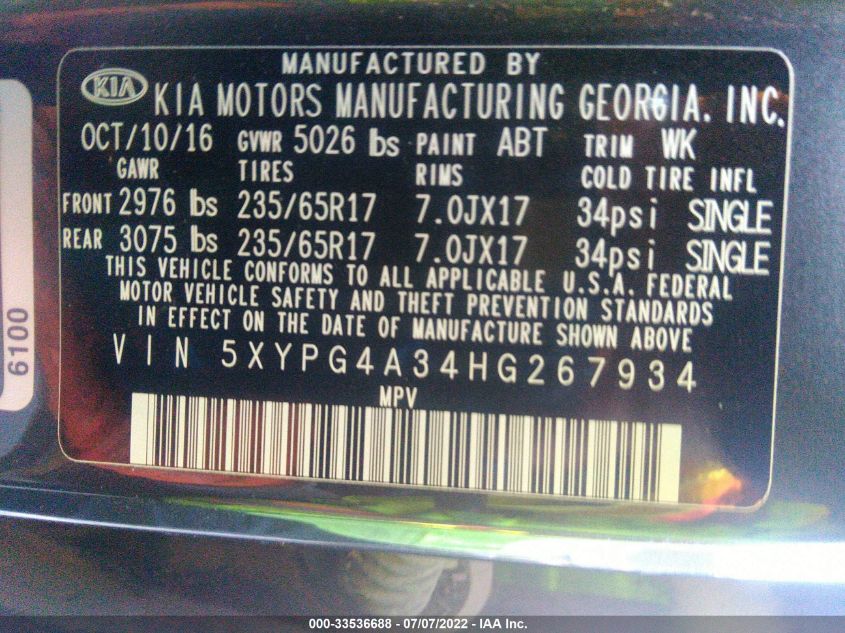 MANUFACTURED BY
KIA KIA MOTORS MANUFACTURING GEORGIA. INC.
OCT/10/16 GVWR 5026 lbs PAINT ABT TRIM WK
GAWR TIRES RIMS COLD TIRE INFL
FRONT 2976 lbs 235/65R17 7.0JX17 34psi SINGLE
REAR 3075 lbs 235/65R17 7.0JX17 34psi SINGLE
THIS VEHICLE CONFORMS TO ALL APPLICABLE U.S.A. FEDERAL
MOTOR VEHICLE SAFETY AND THEFT PREVENTION STANDARDS
IN EFFECT ON THE DATE OF MANUFACTURE SHOWN ABOVE
VIN 5XYPG4A34HG267934
MPV
6100
000-33536688 - 07/07/2022 - IAA Inc.